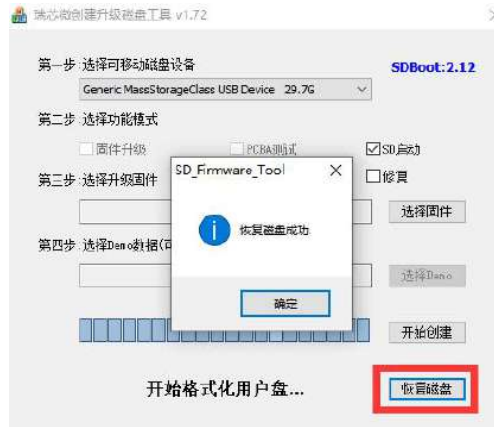 瑞芯微创建升级磁盘工具 v1.72
第一步:选择可移动磁盘设备
SDBoot:2.12
Generic MassStorageClass USB Device 29.7G
第二步:选择功能模式
固件升级
PCBA测试
SD启动
修复
第三步:选择升级固件
选择固件
SD_Firmware_Tool
恢复磁盘成功
确定
第四步:选择Demo数据(可
选择Demo
开始创建
开始格式化用户盘...
恢复磁盘